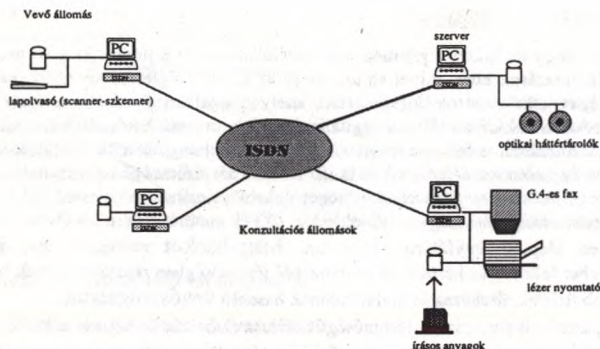 Vevő állomás
PC
lapolvasó (scanner-szkenner)
szerver
PC
optikai háttértárolók
ISDN
PC
Konzultációs állomások
PC
G.4-es fax
lézer nyomtató
írásos anyagok